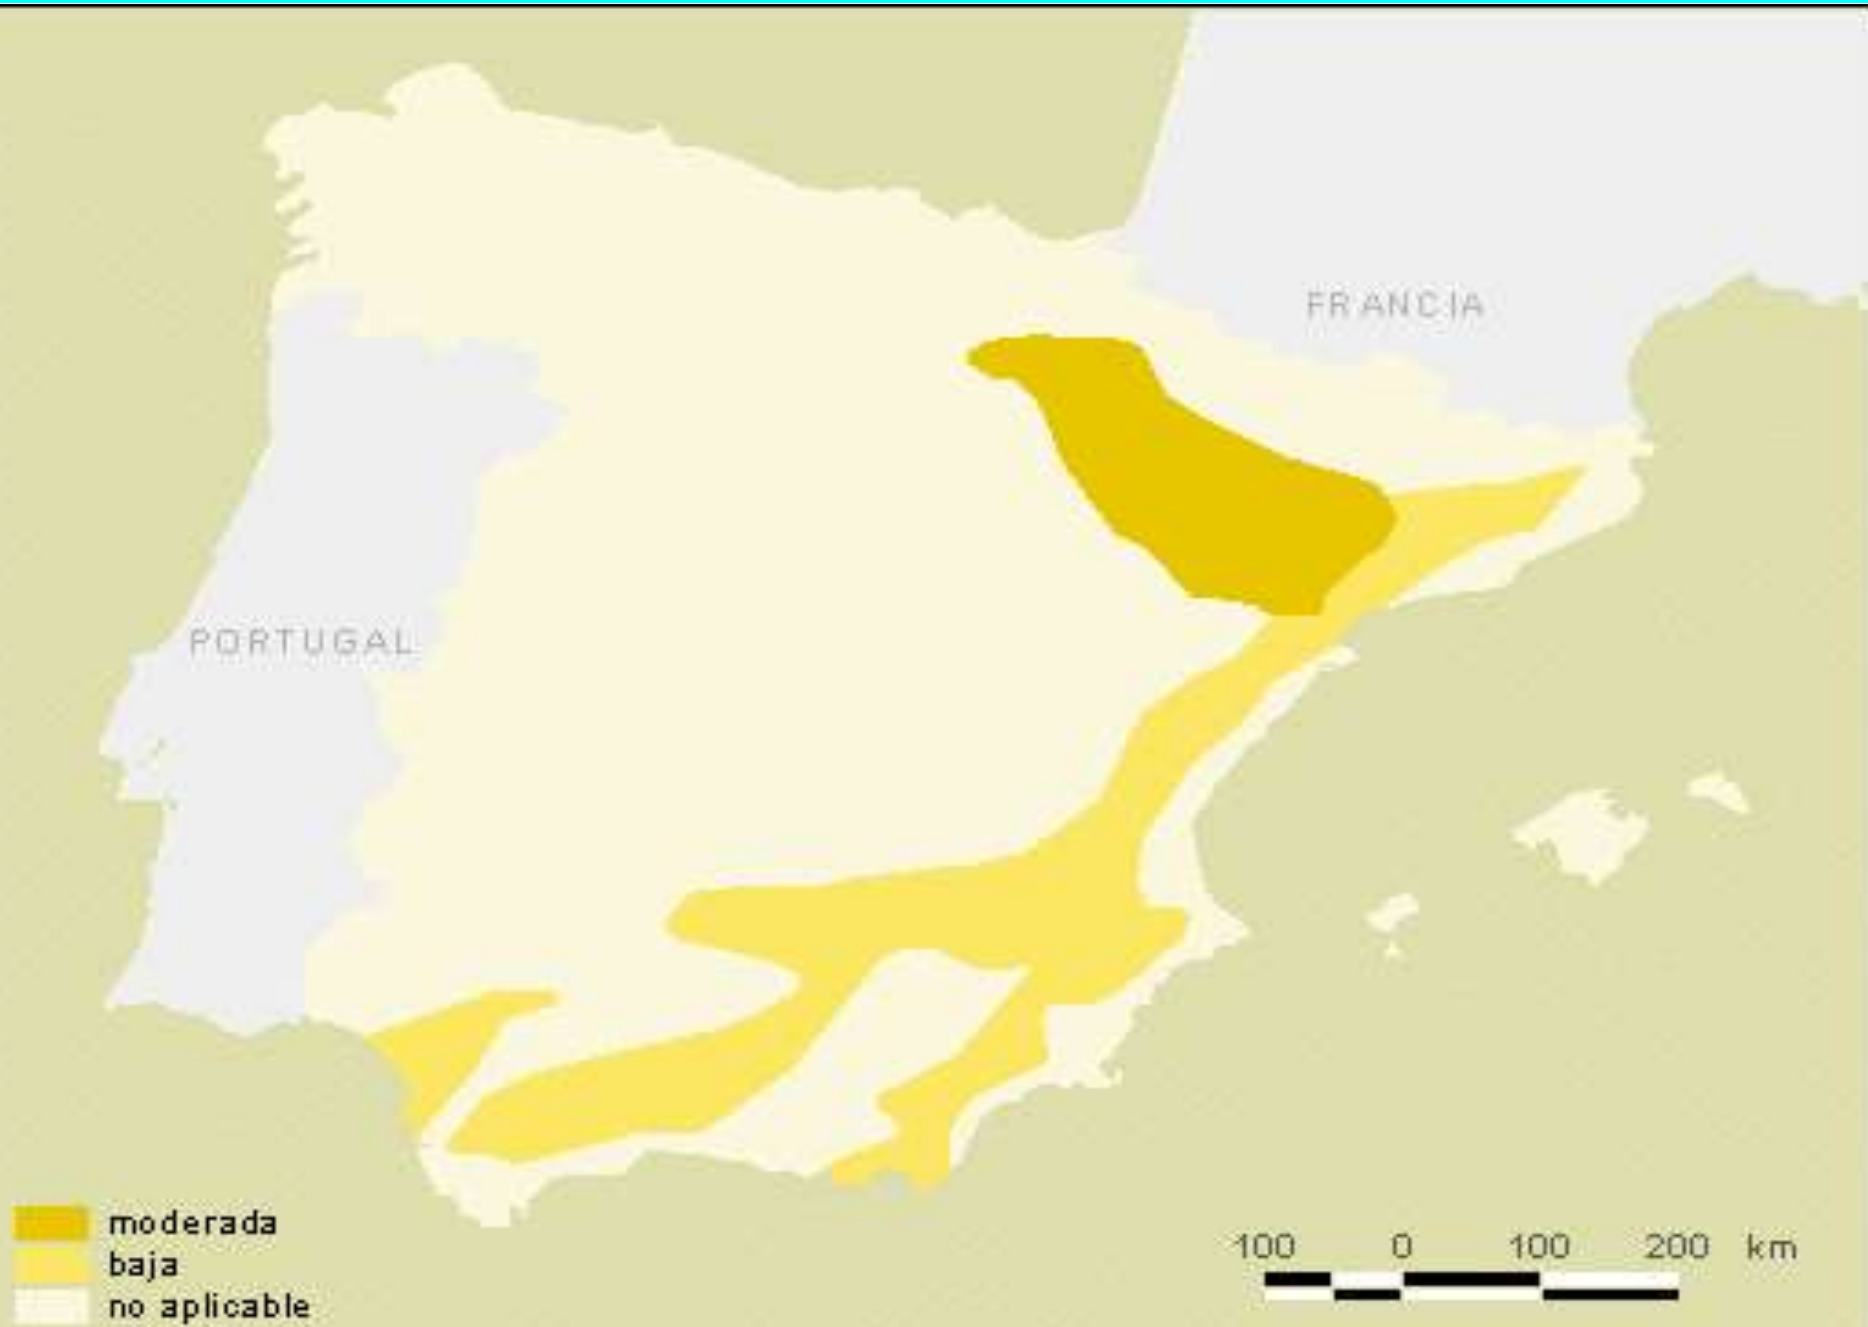 FRANCIA
PORTUGAL
moderada
baja
no aplicable
100 0 100 200 km